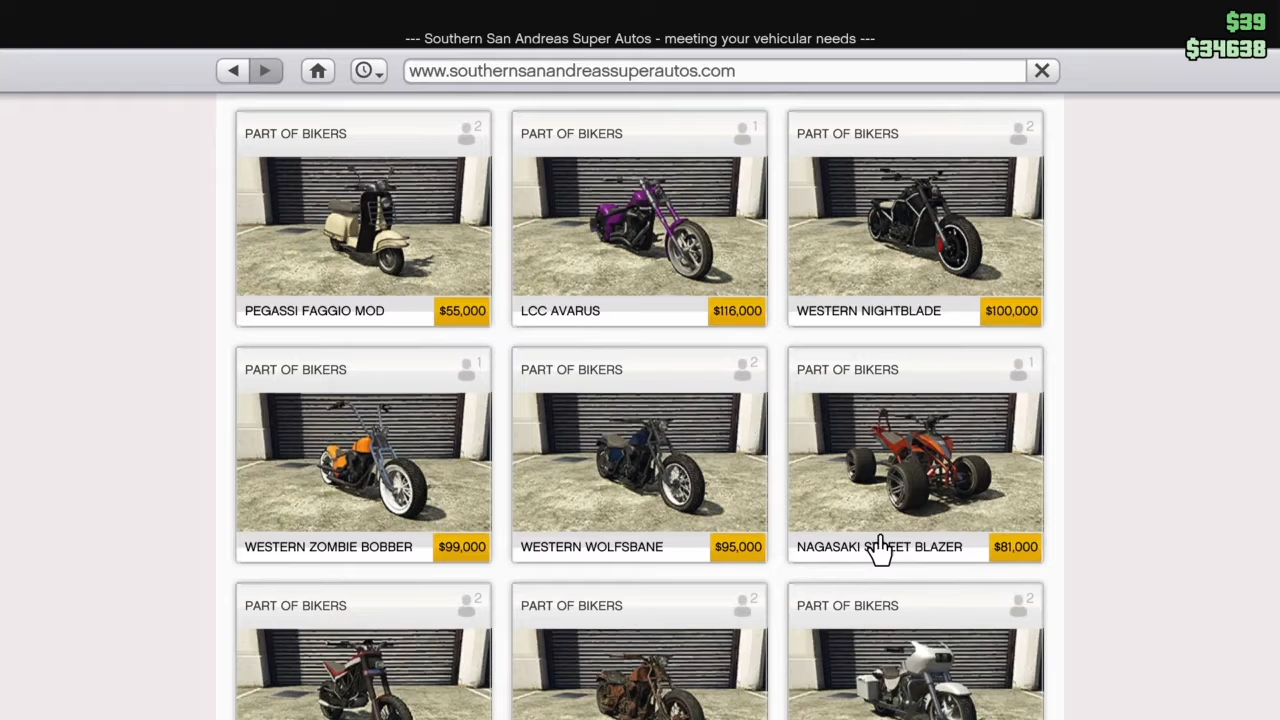 $39
--- Southern San Andreas Super Autos - meeting your vehicular needs ---
$34638
www.southernsanandreassuperautos.com
PART OF BIKERS 2
PART OF BIKERS 1
PART OF BIKERS 2
PEGASSI FAGGIO MOD $55,000
LCC AVARUS $116,000
WESTERN NIGHTBLADE $100,000
PART OF BIKERS 1
PART OF BIKERS 2
PART OF BIKERS 1
WESTERN ZOMBIE BOBBER $99,000
WESTERN WOLFSBANE $95,000
NAGASAKI STREET BLAZER $81,000
PART OF BIKERS 2
PART OF BIKERS 2
PART OF BIKERS 2